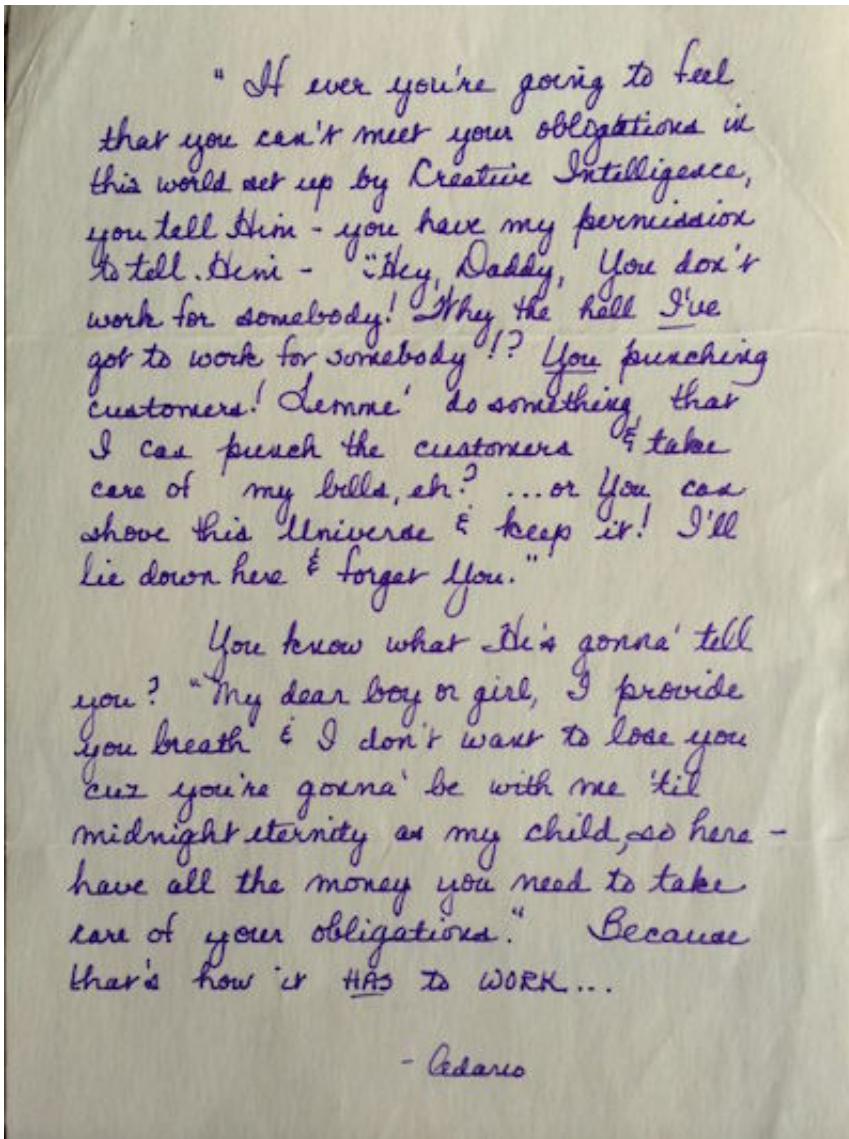 "If ever you're going to feel
that you can't meet your obligations in
this world set up by Creative Intelligence,
you tell Him - you have my permission
to tell Him - "Hey, Daddy, You don't
work for somebody! Why the hell I've
got to work for somebody!? You punching
customers! Lemme' do something that
I can punch the customers & take
care of my bills, eh? ...or You can
shove this Universe & keep it! I'll
lie down here & forget You."
You know what He's gonna' tell
you? "My dear boy or girl, I provide
you breath & I don't want to lose you
cuz you're gonna' be with me 'til
midnight eternity as my child, so here -
have all the money you need to take
care of your obligations." Because
that's how it HAS TO WORK...
-